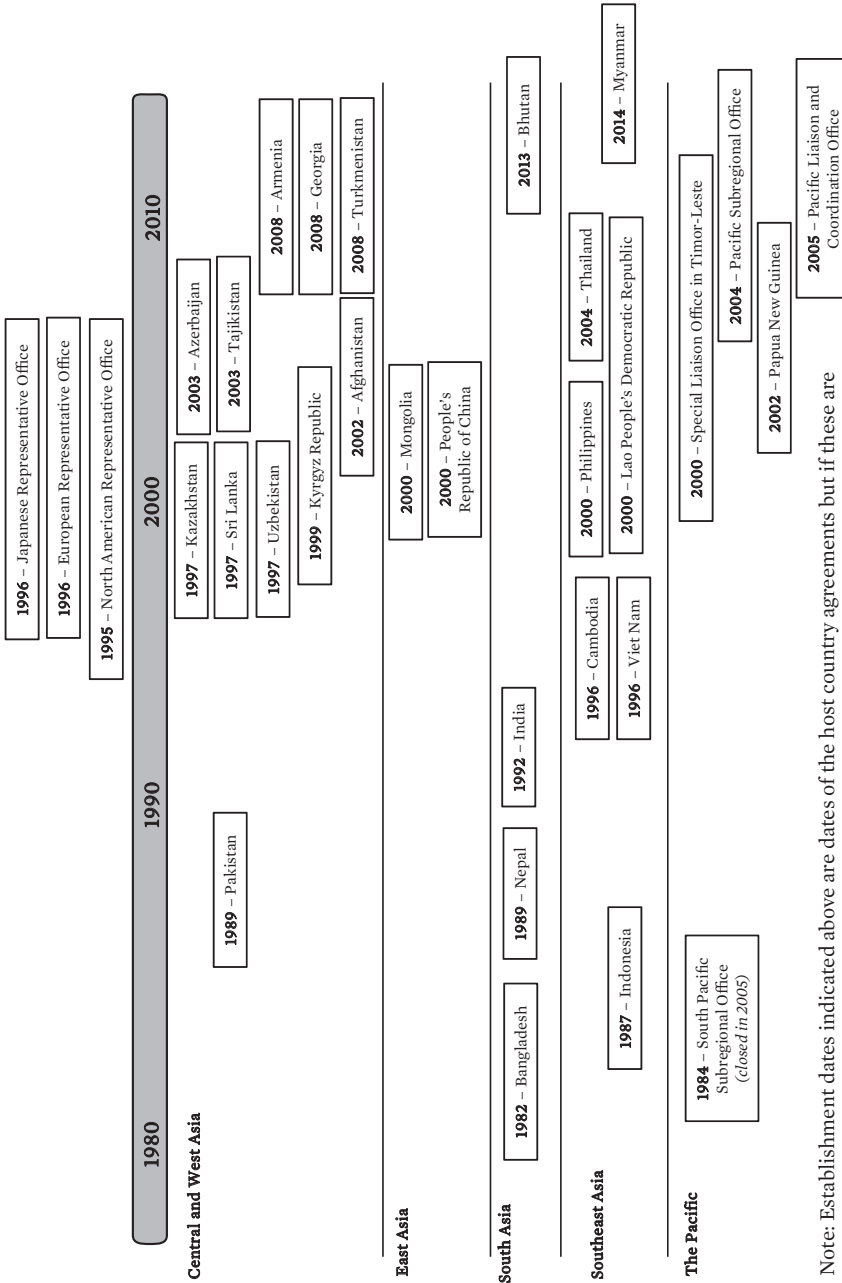 1996 – Japanese Representative Office
1996 – European Representative Office
1995 – North American Representative Office
1980 1990 2000 2010
Central and West Asia
1989 – Pakistan
1997 – Kazakhstan
1997 – Sri Lanka
1997 – Uzbekistan
1999 – Kyrgyz Republic
2002 – Afghanistan
2003 – Azerbaijan
2003 – Tajikistan
2008 – Armenia
2008 – Georgia
2008 – Turkmenistan
East Asia
2000 – Mongolia
2000 – People's
Republic of China
South Asia
1982 – Bangladesh
1989 – Nepal
1992 – India
2013 – Bhutan
Southeast Asia
1987 – Indonesia
1996 – Cambodia
1996 – Viet Nam
2000 – Philippines
2000 – Lao People's Democratic Republic
2004 – Thailand
2014 – Myanmar
The Pacific
1984 – South Pacific
Subregional Office
(closed in 2005)
2000 – Special Liaison Office in Timor-Leste
2004 – Pacific Subregional Office
2002 – Papua New Guinea
2005 – Pacific Liaison and
Coordination Office
Note: Establishment dates indicated above are dates of the host country agreements but if these are